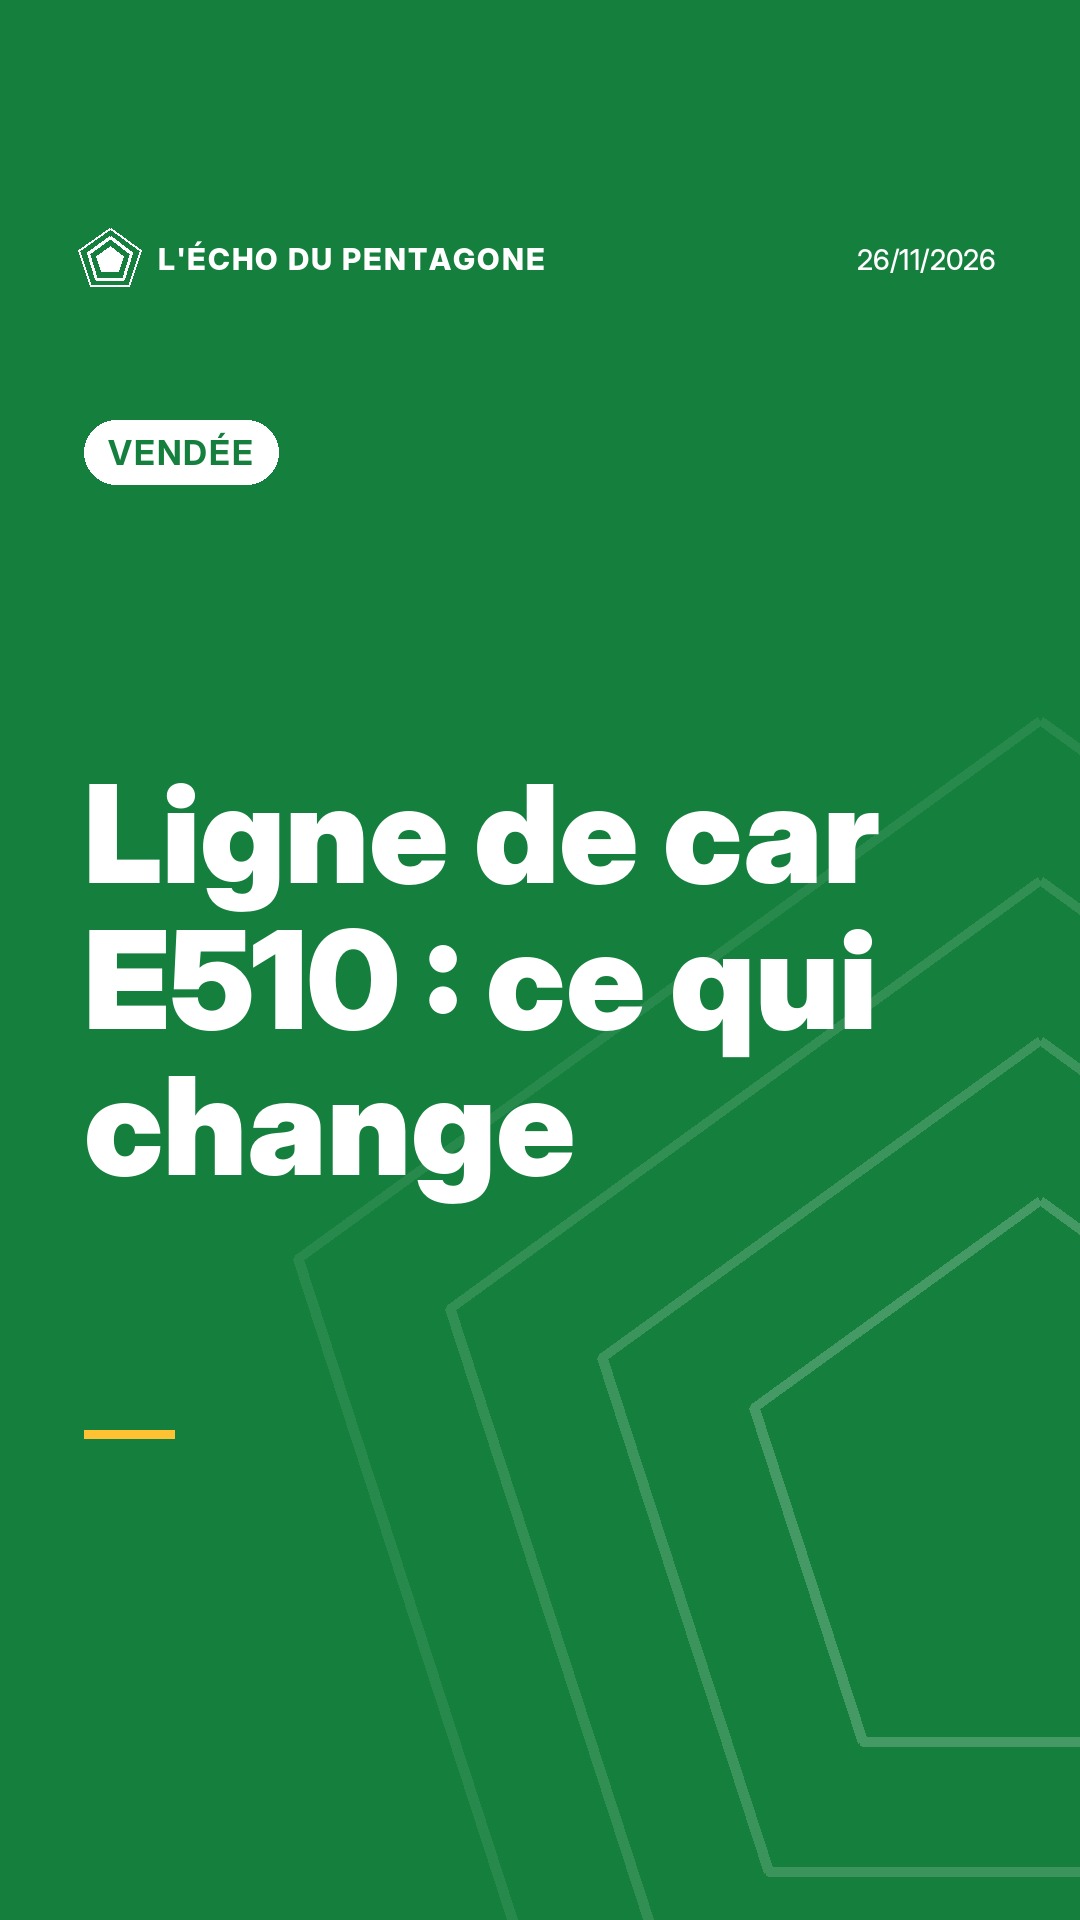 L'ÉCHO DU PENTAGONE
26/11/2026
VENDÉE
Ligne de car
E510 : ce qui
change